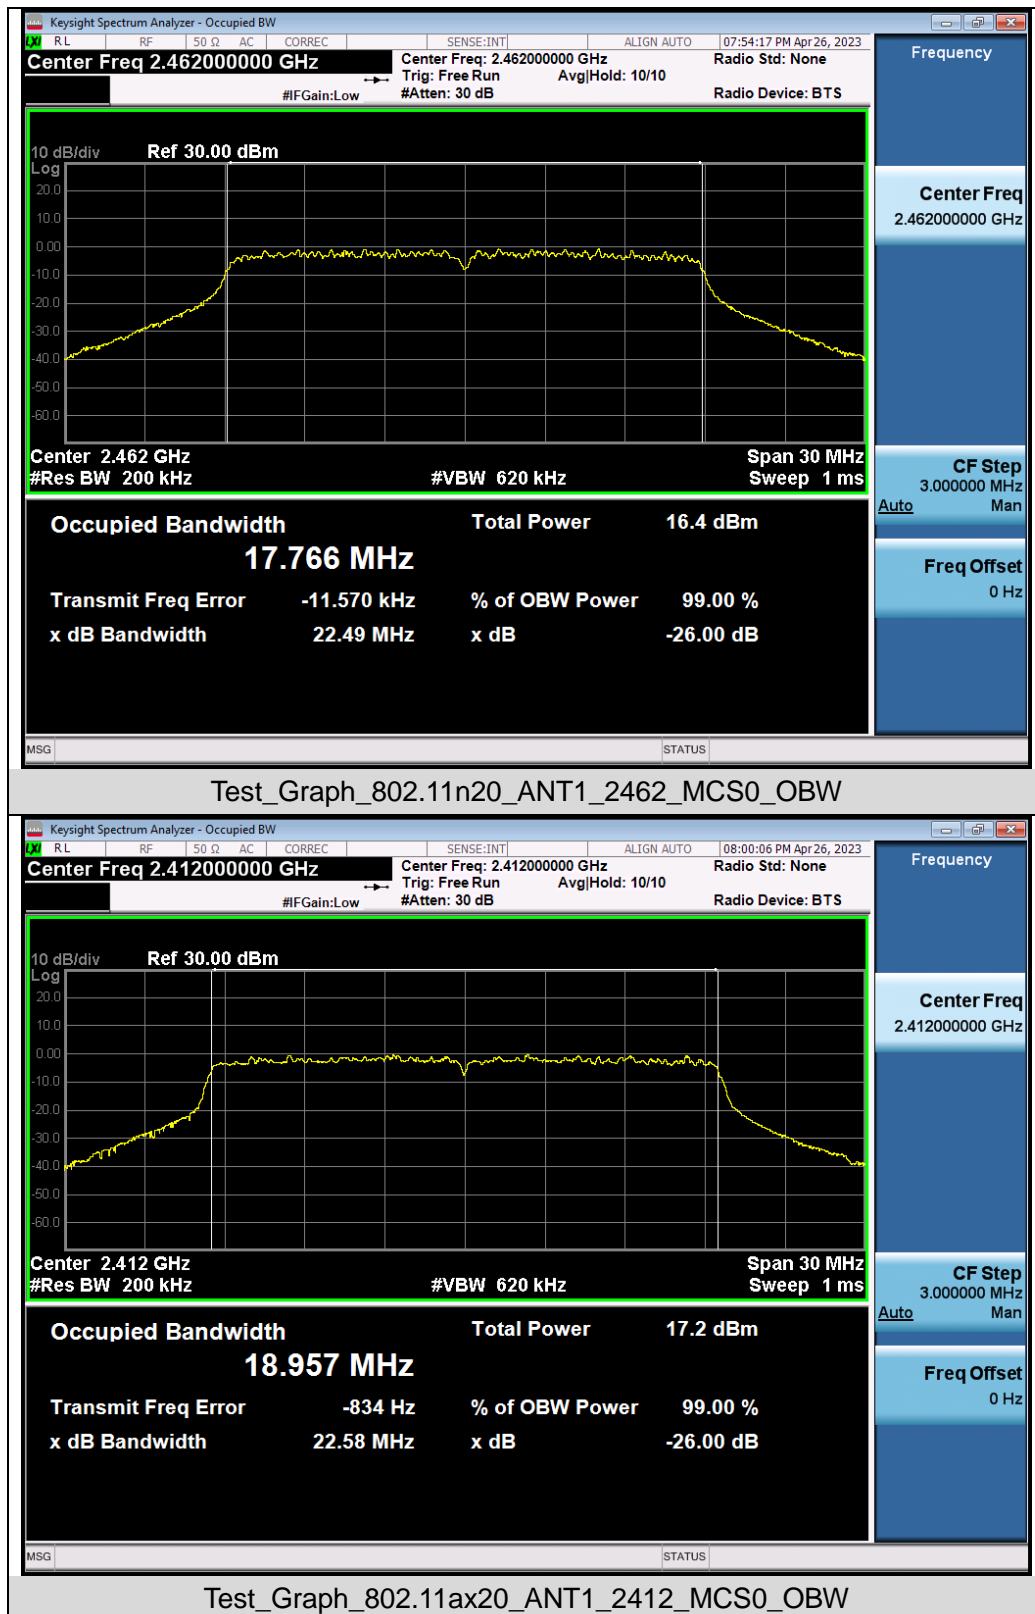 Keysight Spectrum Analyzer - Occupied BW
LXI RL RF 50 Ω AC CORREC SENSE:INT ALIGN AUTO 07:54:17 PM Apr 26, 2023
Center Freq 2.462000000 GHz
Center Freq: 2.462000000 GHz
Radio Std: None
Trig: Free Run Avg|Hold: 10/10
#IFGain:Low
#Atten: 30 dB
Radio Device: BTS
Frequency
10 dB/div Ref 30.00 dBm
Log
20.0
10.0
0.00
-10.0
-20.0
-30.0
-40.0
-50.0
-60.0
Center 2.462 GHz Span 30 MHz
#Res BW 200 kHz #VBW 620 kHz Sweep 1 ms
Center Freq
2.462000000 GHz
CF Step
3.000000 MHz
Auto Man
Freq Offset
0 Hz
Occupied Bandwidth Total Power 16.4 dBm
17.766 MHz
Transmit Freq Error -11.570 kHz % of OBW Power 99.00 %
x dB Bandwidth 22.49 MHz x dB -26.00 dB
MSG STATUS
Test_Graph_802.11n20_ANT1_2462_MCS0_OBW
Keysight Spectrum Analyzer - Occupied BW
LXI RL RF 50 Ω AC CORREC SENSE:INT ALIGN AUTO 08:00:06 PM Apr 26, 2023
Center Freq 2.412000000 GHz
Center Freq: 2.412000000 GHz
Radio Std: None
Trig: Free Run Avg|Hold: 10/10
#IFGain:Low
#Atten: 30 dB
Radio Device: BTS
Frequency
10 dB/div Ref 30.00 dBm
Log
20.0
10.0
0.00
-10.0
-20.0
-30.0
-40.0
-50.0
-60.0
Center 2.412 GHz Span 30 MHz
#Res BW 200 kHz #VBW 620 kHz Sweep 1 ms
Center Freq
2.412000000 GHz
CF Step
3.000000 MHz
Auto Man
Freq Offset
0 Hz
Occupied Bandwidth Total Power 17.2 dBm
18.957 MHz
Transmit Freq Error -834 Hz % of OBW Power 99.00 %
x dB Bandwidth 22.58 MHz x dB -26.00 dB
MSG STATUS
Test_Graph_802.11ax20_ANT1_2412_MCS0_OBW